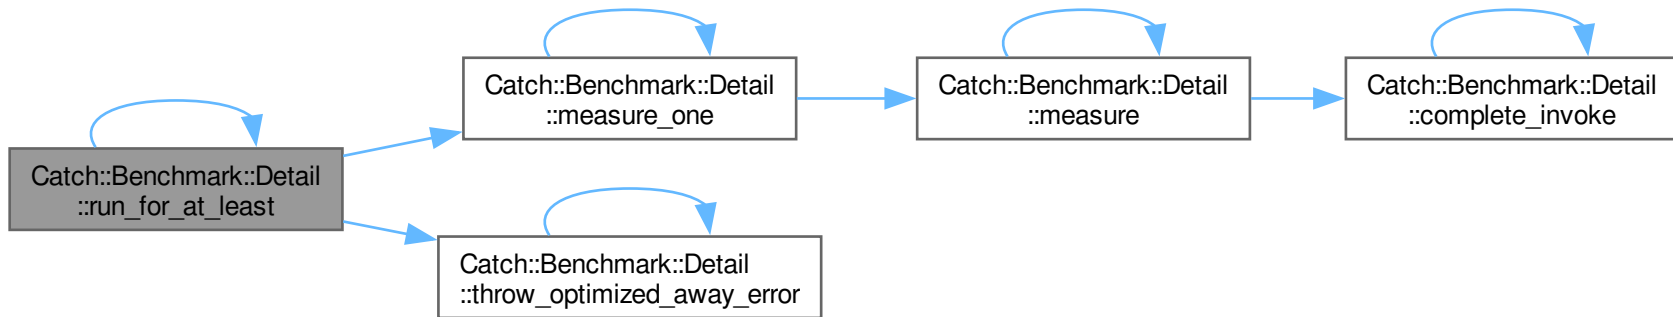 Catch::Benchmark::Detail
::run_for_at_least
Catch::Benchmark::Detail
::measure_one
Catch::Benchmark::Detail
::measure
Catch::Benchmark::Detail
::complete_invoke
Catch::Benchmark::Detail
::throw_optimized_away_error